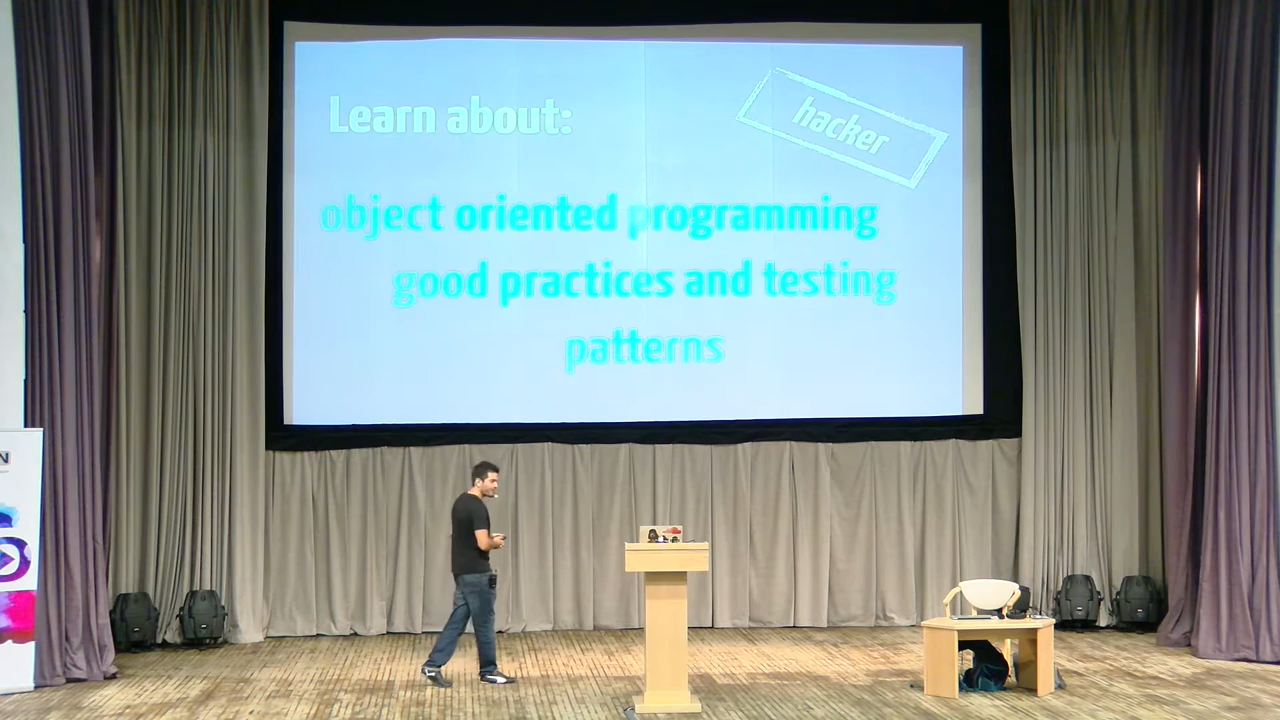 Learn about:
hacker
object oriented programming
good practices and testing
patterns
N